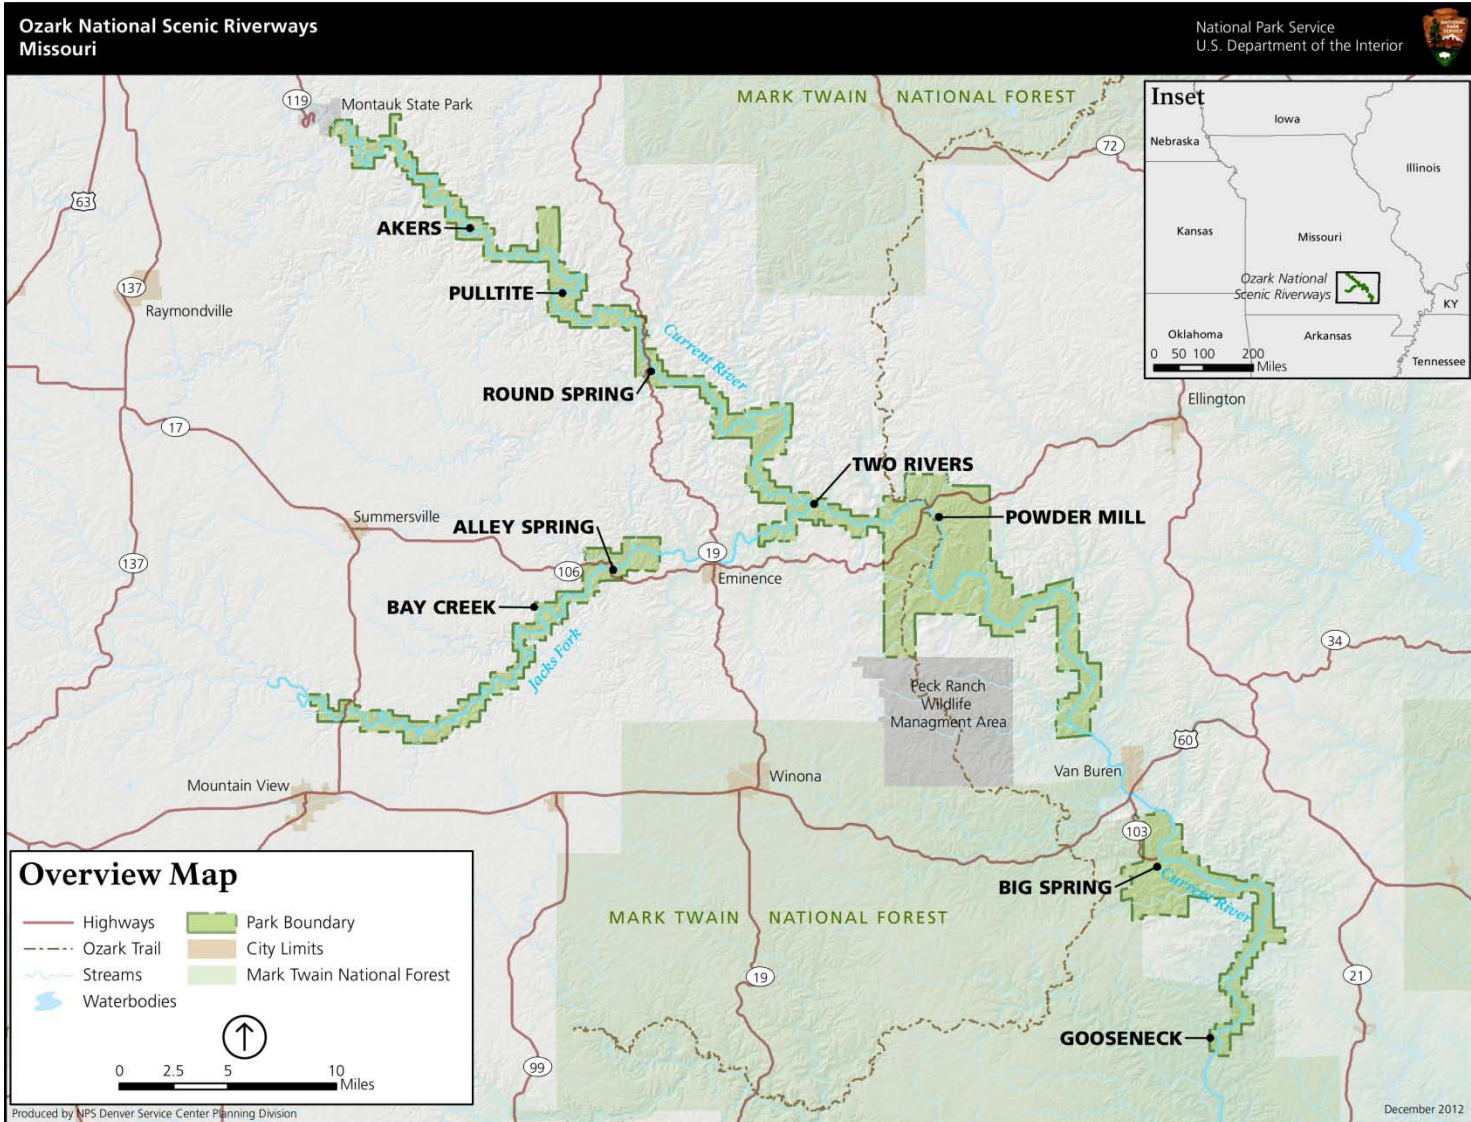 Ozark National Scenic Riverways
Missouri
National Park Service
U.S. Department of the Interior
NATIONAL
PARK
SERVICE
119
Montauk State Park
MARK TWAIN NATIONAL FOREST
72
63
AKERS
137
Raymondville
PULLTITE
Current River
ROUND SPRING
Inset
Nebraska
Iowa
Illinois
Kansas
Missouri
Ozark National
Scenic Riverways
KY
Oklahoma
Arkansas
Tennessee
0 50 100 200
Miles
Ellington
17
TWO RIVERS
Summersville
ALLEY SPRING
POWDER MILL
137
106
19
Eminence
BAY CREEK
Jacks Fork
34
Peck Ranch
Wildlife
Managment Area
60
Van Buren
Mountain View
Winona
103
BIG SPRING
Current River
MARK TWAIN NATIONAL FOREST
19
21
GOOSENECK
99
Overview Map
Highways
Ozark Trail
Streams
Waterbodies
Park Boundary
City Limits
Mark Twain National Forest
0 2.5 5 10
Miles
Produced by NPS Denver Service Center Planning Division
December 2012